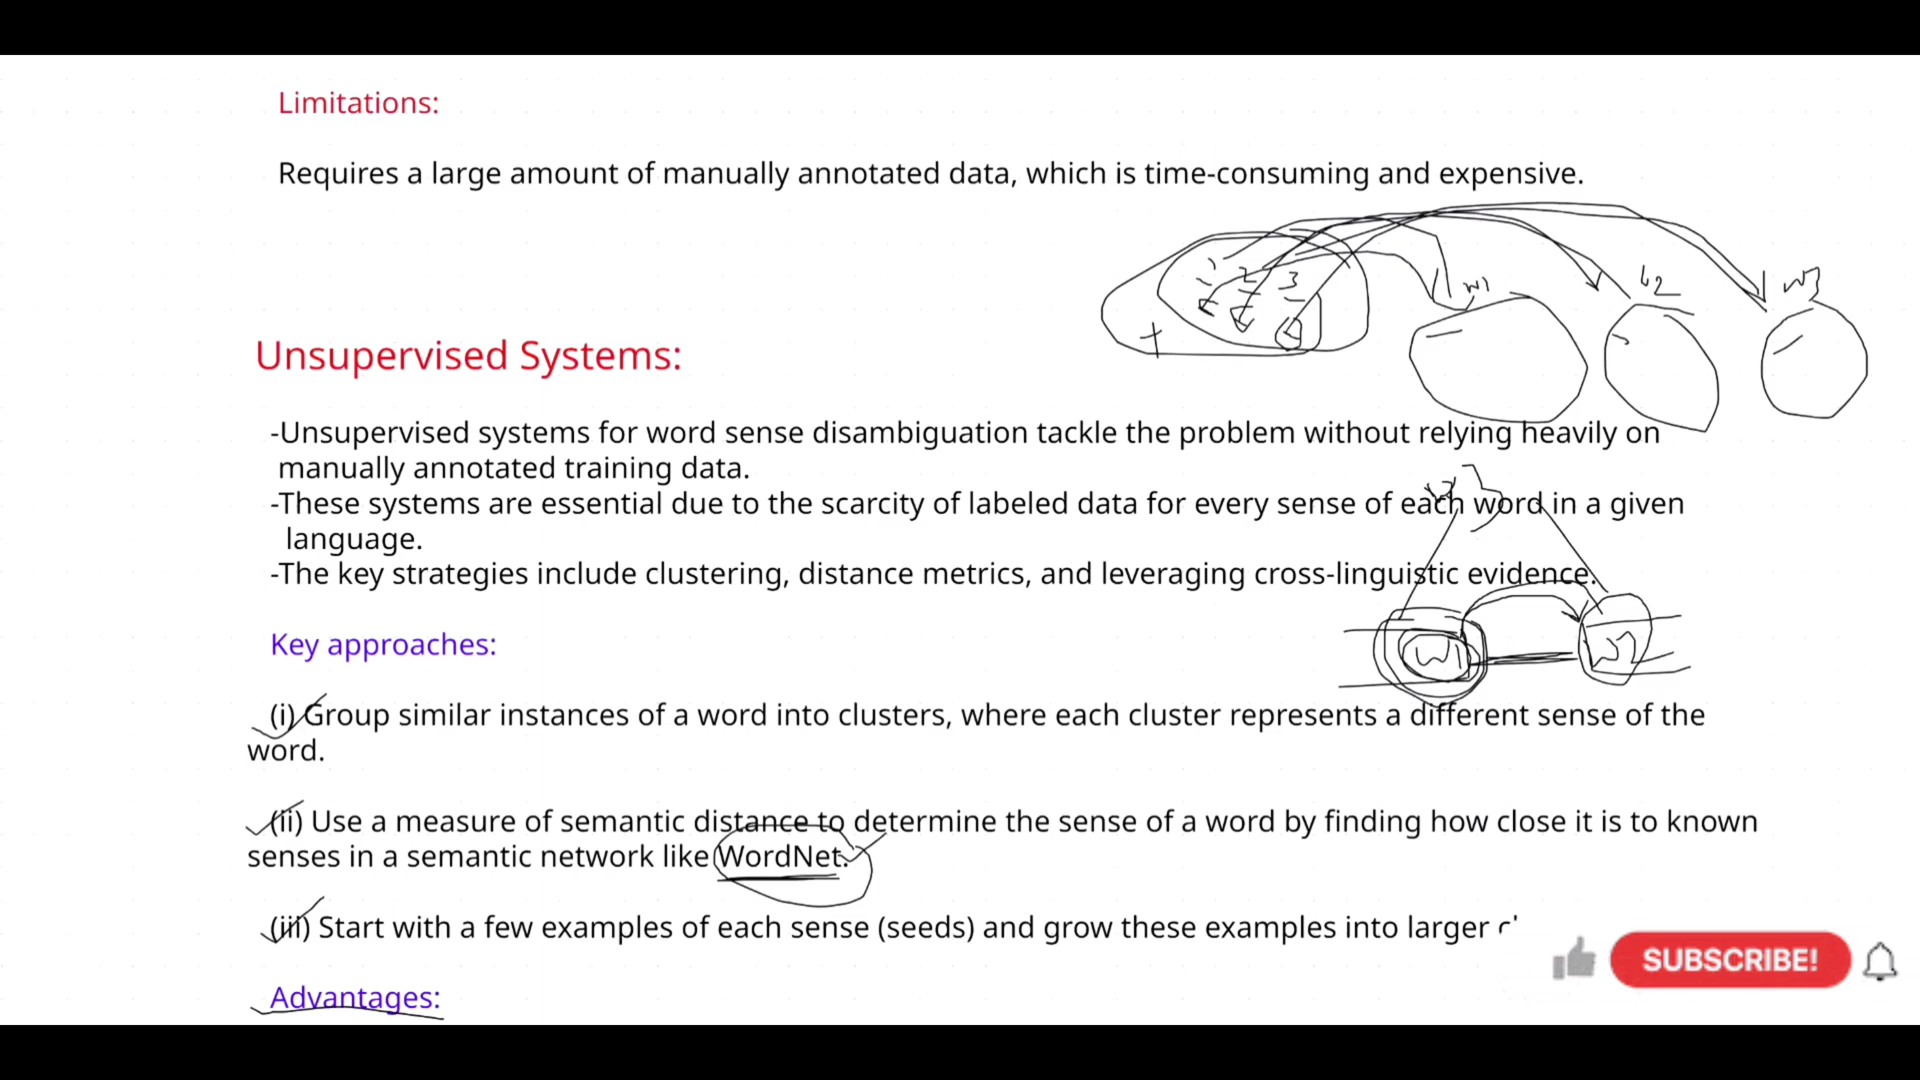 Limitations:
Requires a large amount of manually annotated data, which is time-consuming and expensive.
1 2 3
W1
W3
Unsupervised Systems:
-Unsupervised systems for word sense disambiguation tackle the problem without relying heavily on
manually annotated training data.
-These systems are essential due to the scarcity of labeled data for every sense of each word in a given
language.
-The key strategies include clustering, distance metrics, and leveraging cross-linguistic evidence.
Key approaches:
W1
(i) Group similar instances of a word into clusters, where each cluster represents a different sense of the
word.
(ii) Use a measure of semantic distance to determine the sense of a word by finding how close it is to known
senses in a semantic network like WordNet.
(iii) Start with a few examples of each sense (seeds) and grow these examples into larger
SUBSCRIBE!
Advantages: